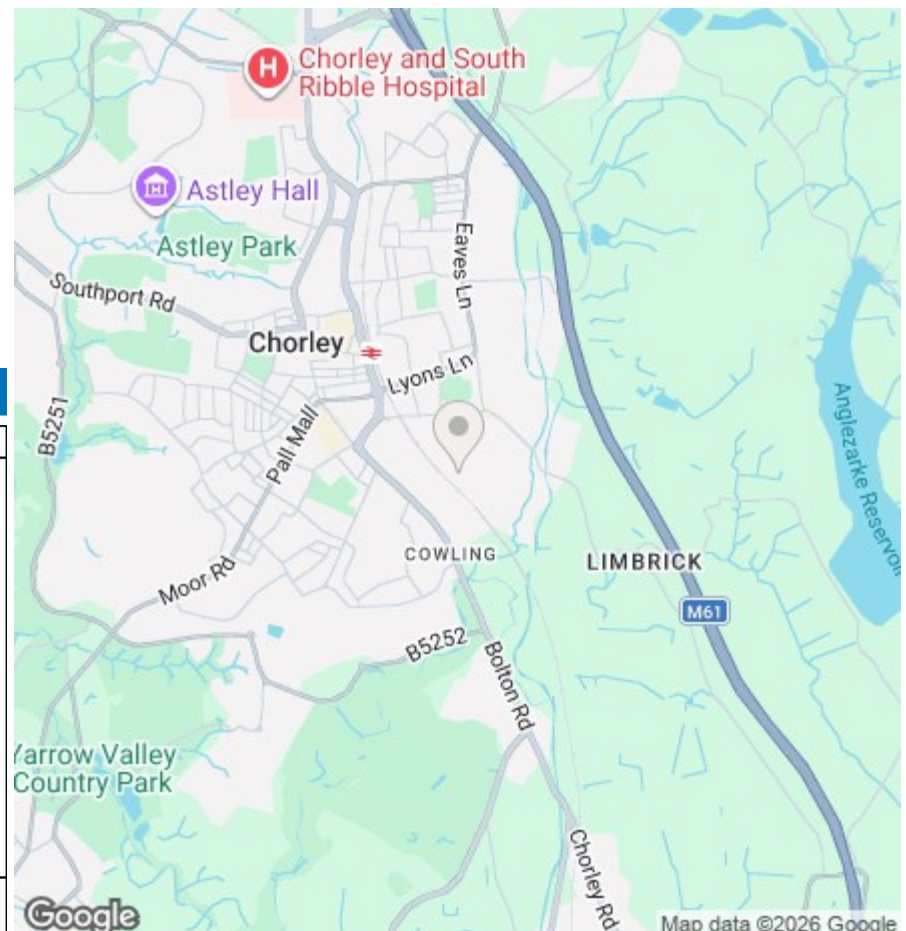 H
Chorley and South
Ribble Hospital
Astley Hall
Astley Park
Southport Rd
Eaves Ln
Chorley
Lyons Ln
B5251
Pall Mall
Anglezarke Reservoir
COWLING
LIMBRICK
Moor Rd
M61
B5252
Bolton Rd
Yarrow Valley
Country Park
Chorley Rd
Google
Map data ©2026 Google